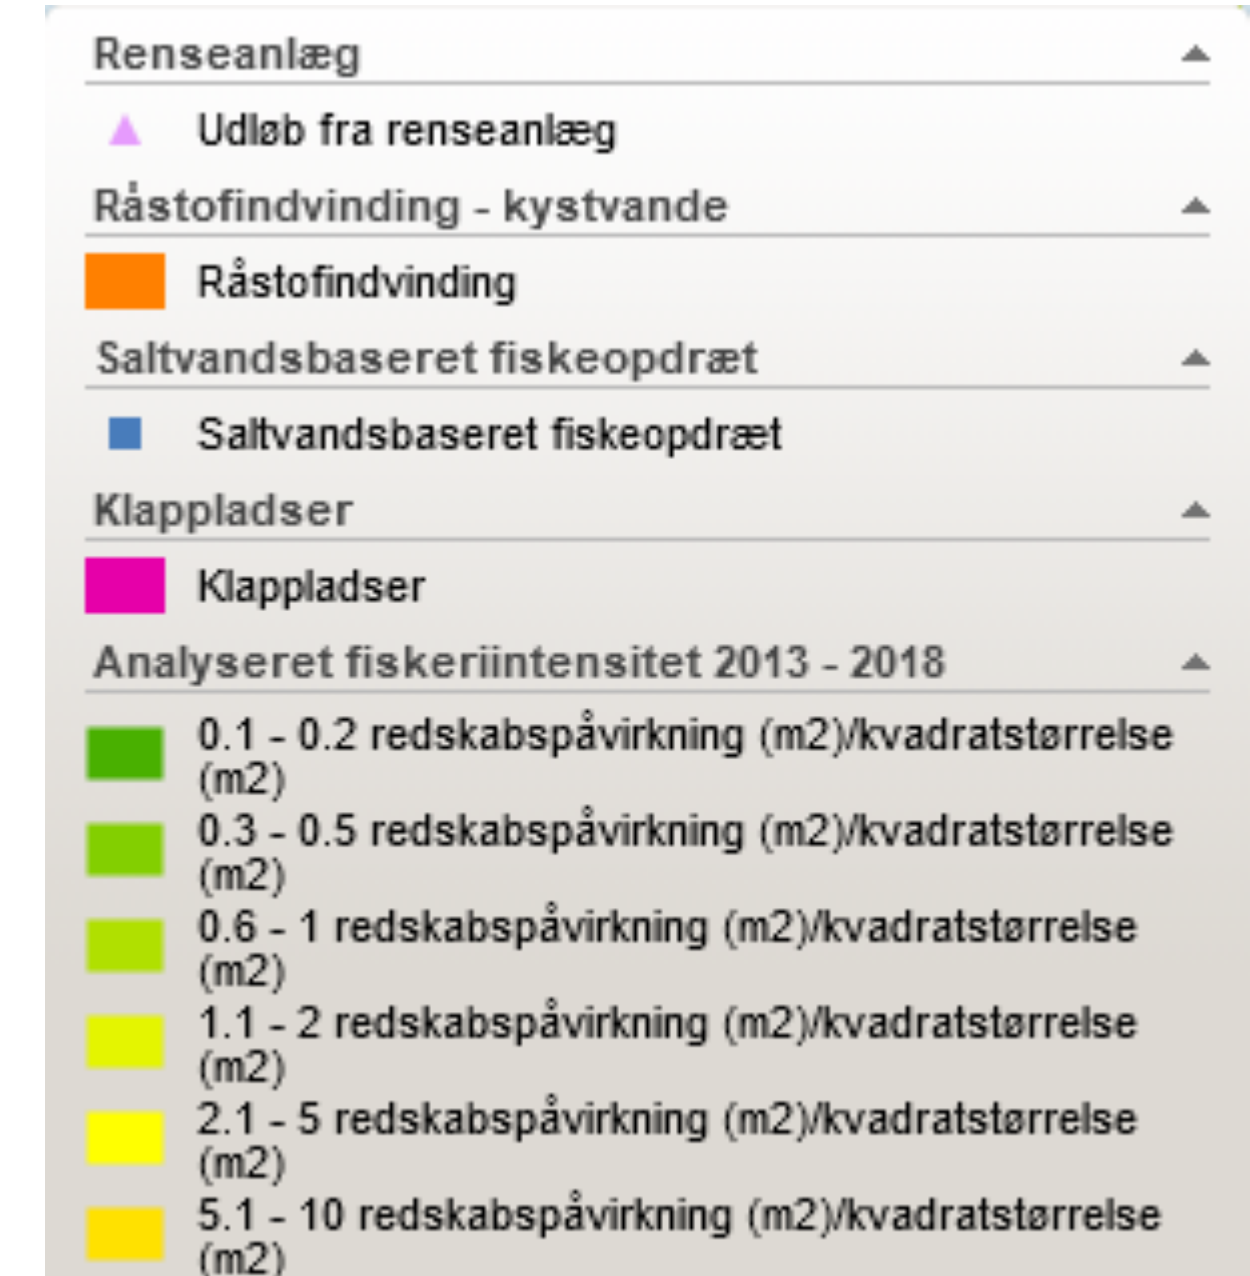 Renseanlæg
Udløb fra renseanlæg
Råstofindvinding - kystvande
Råstofindvinding
Saltvandsbaseret fiskeopdræt
Saltvandsbaseret fiskeopdræt
Klappladser
Klappladser
Analyseret fiskeriintensitet 2013 - 2018
0.1 - 0.2 redskabspåvirkning (m2)/kvadratstørrelse
(m2)
0.3 - 0.5 redskabspåvirkning (m2)/kvadratstørrelse
(m2)
0.6 - 1 redskabspåvirkning (m2)/kvadratstørrelse
(m2)
1.1 - 2 redskabspåvirkning (m2)/kvadratstørrelse
(m2)
2.1 - 5 redskabspåvirkning (m2)/kvadratstørrelse
(m2)
5.1 - 10 redskabspåvirkning (m2)/kvadratstørrelse
(m2)